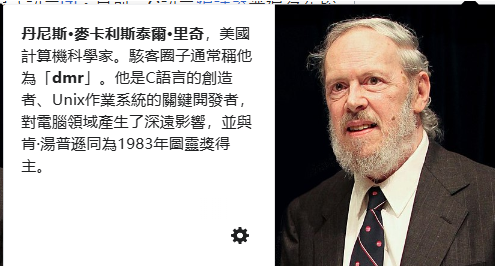 丹尼斯·麥卡利斯泰爾·里奇，美國
計算機科學家。駭客圈子通常稱他
為「dmr」。他是C語言的創造
者、Unix作業系統的關鍵開發者，
對電腦領域產生了深遠影響，並與
肯·湯普遜同為1983年圖靈獎得
主。